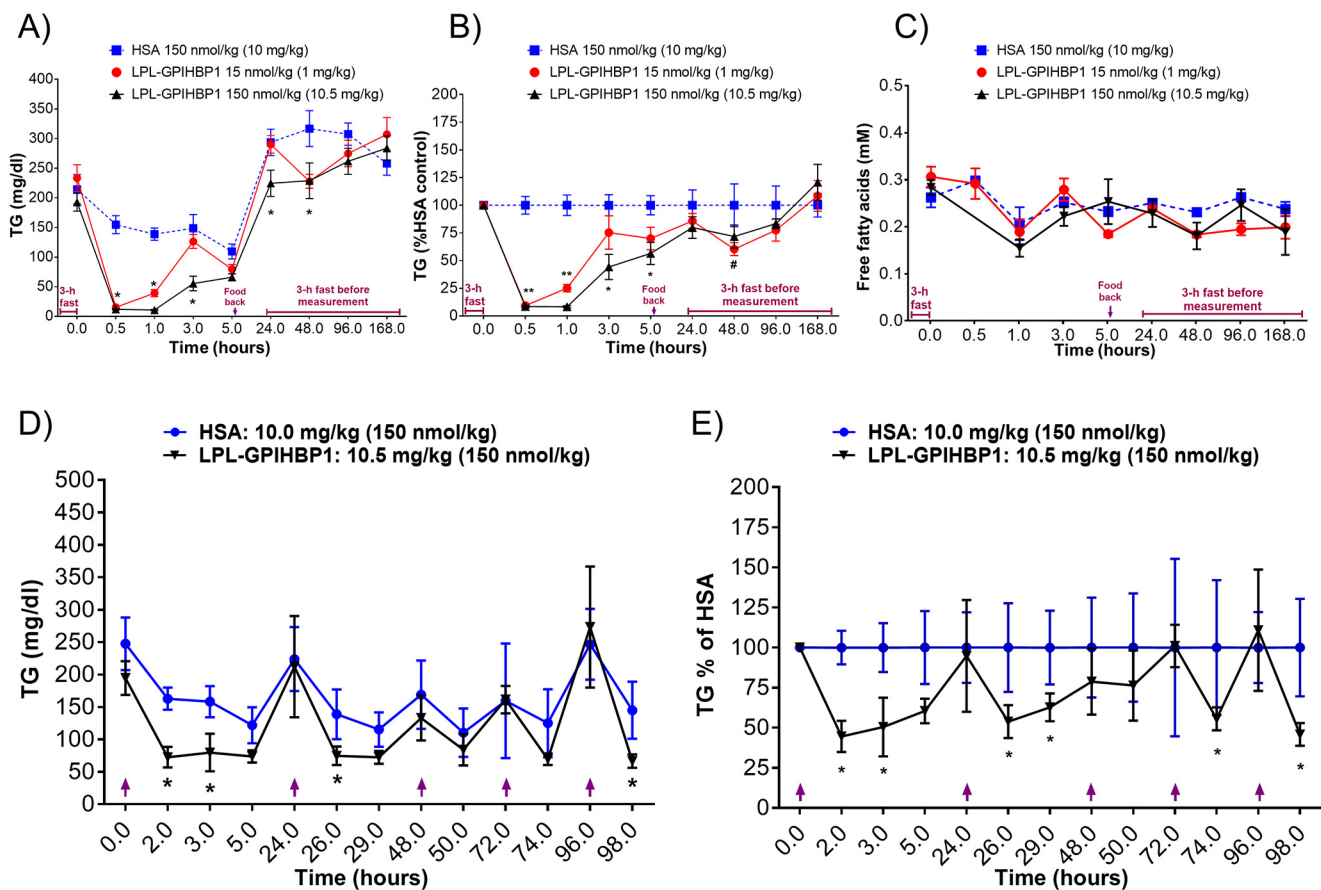 A)
HSA 150 nmol/kg (10 mg/kg)
LPL-GPIHBP1 15 nmol/kg (1 mg/kg)
LPL-GPIHBP1 150 nmol/kg (10.5 mg/kg)
TG (mg/dl)
400
350
300
250
200
150
100
50
0
3-h
fast
Food
back
3-h fast before
measurement
* * * * *
0.0 0.5 1.0 3.0 5.0 24.0 48.0 96.0 168.0
Time (hours)
B)
HSA 150 nmol/kg (10 mg/kg)
LPL-GPIHBP1 15 nmol/kg (1 mg/kg)
LPL-GPIHBP1 150 nmol/kg (10.5 mg/kg)
TG (%HSA control)
200
175
150
125
100
75
50
25
0
** ** * * #
3-h
fast
Food
back
3-h fast before
measurement
0.0 0.5 1.0 3.0 5.0 24.0 48.0 96.0 168.0
Time (hours)
C)
HSA 150 nmol/kg (10 mg/kg)
LPL-GPIHBP1 15 nmol/kg (1 mg/kg)
LPL-GPIHBP1 150 nmol/kg (10.5 mg/kg)
Free fatty acids (mM)
0.5
0.4
0.3
0.2
0.1
0.0
3-h
fast
Food
back
3-h fast before
measurement
0.0 0.5 1.0 3.0 5.0 24.0 48.0 96.0 168.0
Time (hours)
D)
HSA: 10.0 mg/kg (150 nmol/kg)
LPL-GPIHBP1: 10.5 mg/kg (150 nmol/kg)
TG (mg/dl)
500
450
400
350
300
250
200
150
100
50
0
* * * *
0.0 2.0 3.0 5.0 24.0 26.0 29.0 48.0 50.0 72.0 74.0 96.0 98.0
Time (hours)
E)
HSA: 10.0 mg/kg (150 nmol/kg)
LPL-GPIHBP1: 10.5 mg/kg (150 nmol/kg)
TG % of HSA
200
175
150
125
100
75
50
25
0
* * * * * *
0.0 2.0 3.0 5.0 24.0 26.0 29.0 48.0 50.0 72.0 74.0 96.0 98.0
Time (hours)